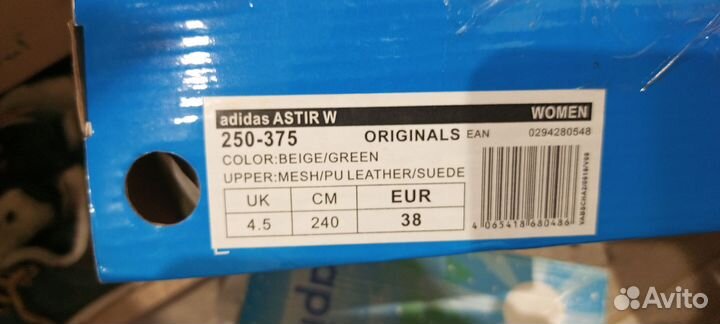 adidas ASTIR W WOMEN
250-375 ORIGINALS EAN 0294280548
COLOR:BEIGE/GREEN
UPPER:MESH/PU LEATHER/SUEDE
UK CM EUR
4.5 240 38
4 065418 680486
Avito